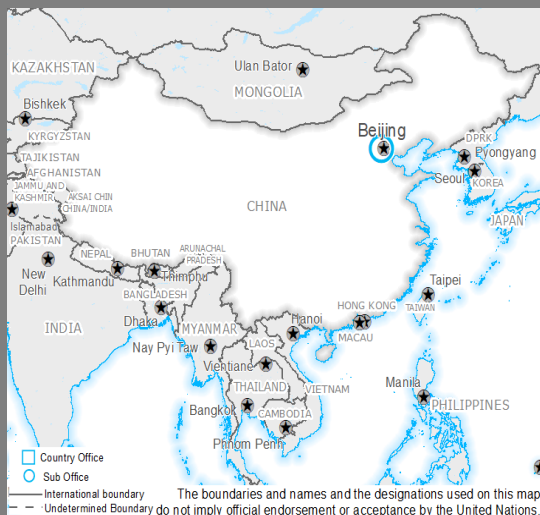 KAZAKHSTAN
Ulan Bator
MONGOLIA
Bishkek
Beijing
KYRGYZSTAN
DPRK
Pyongyang
TAJIKISTAN
AFGHANISTAN
Seoul
KOREA
JAMMU AND
KASHMIR
AKSAI CHIN
CHINA/INDIA
CHINA
JAPAN
Islamabad
PAKISTAN
NEPAL
BHUTAN
ARUNACHAL
PRADESH
New
Delhi
Kathmandu
Thimphu
Taipei
BANGLADESH
HONG KONG
TAIWAN
Dhaka
Hanoi
INDIA
MYANMAR
MACAU
Nay Pyi Taw
LAOS
Vientiane
THAILAND
VIETNAM
Manila
Bangkok
CAMBODIA
PHILIPPINES
Phnom Penh
Country Office
Sub Office
International boundary
Undetermined Boundary
The boundaries and names and the designations used on this map
do not imply official endorsement or acceptance by the United Nations.